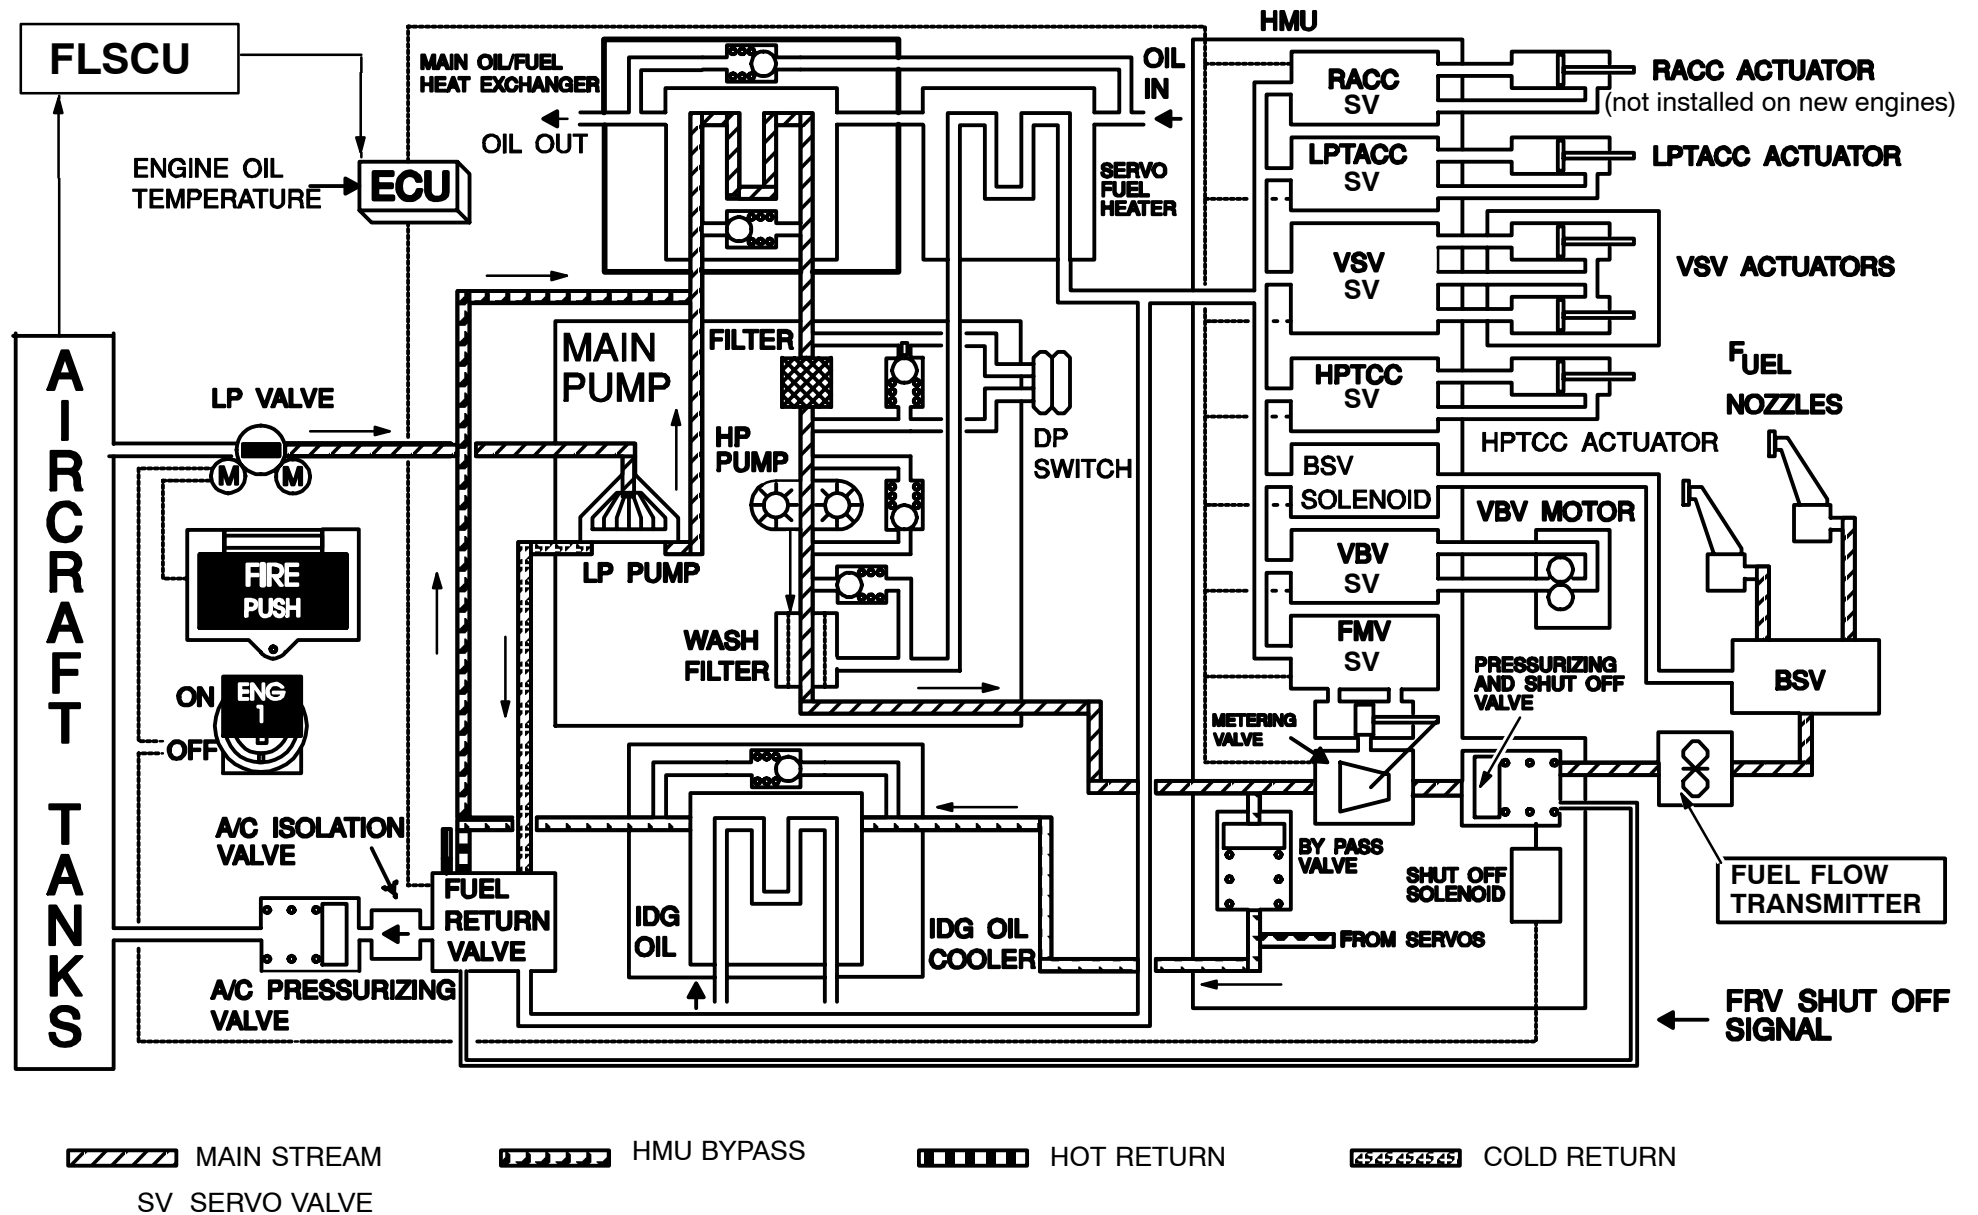 HMU
FLSCU
MAIN OIL/FUEL
HEAT EXCHANGER
OIL
IN
OIL OUT
RACC
SV
RACC ACTUATOR
(not installed on new engines)
ENGINE OIL
TEMPERATURE
ECU
SERVO
FUEL
HEATER
LPTACC
SV
LPTACC ACTUATOR
VSV
SV
VSV ACTUATORS
MAIN
PUMP
FILTER
HPTCC
SV
HPTCC ACTUATOR
FUEL
NOZZLES
AIRCRAFT TANKS
LP VALVE
M
M
HP
PUMP
DP
SWITCH
BSV
SOLENOID
VBV MOTOR
LP PUMP
VBV
SV
FIRE
PUSH
WASH
FILTER
FMV
SV
PRESSURIZING
AND SHUT OFF
VALVE
BSV
ON
ENG
1
OFF
METERING
VALVE
A/C ISOLATION
VALVE
BY PASS
VALVE
SHUT OFF
SOLENOID
FUEL FLOW
TRANSMITTER
FUEL
RETURN
VALVE
IDG
OIL
IDG OIL
COOLER
FROM SERVOS
A/C PRESSURIZING
VALVE
FRV SHUT OFF
SIGNAL
MAIN STREAM
HMU BYPASS
HOT RETURN
COLD RETURN
SV SERVO VALVE